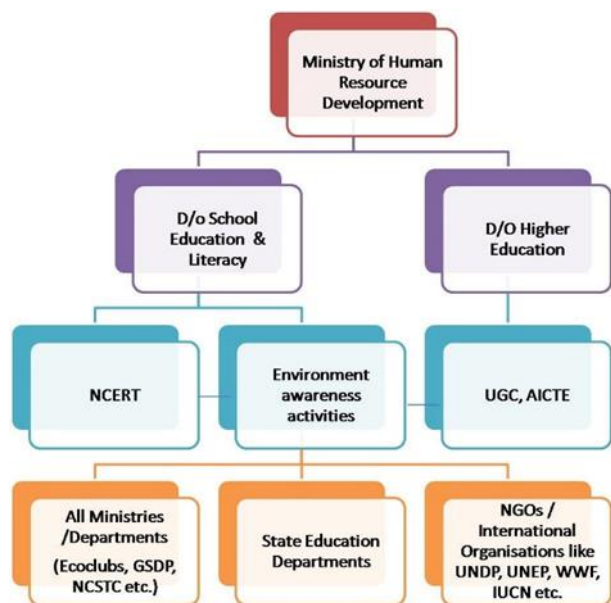 Ministry of Human
Resource
Development
D/o School
Education &
Literacy
D/O Higher
Education
NCERT
Environment
awareness
activities
UGC, AICTE
All Ministries
/Departments
(Ecoclubs, GSDP,
NCSTC etc.)
State Education
Departments
NGOs /
International
Organisations like
UNDP, UNEP, WWF,
IUCN etc.